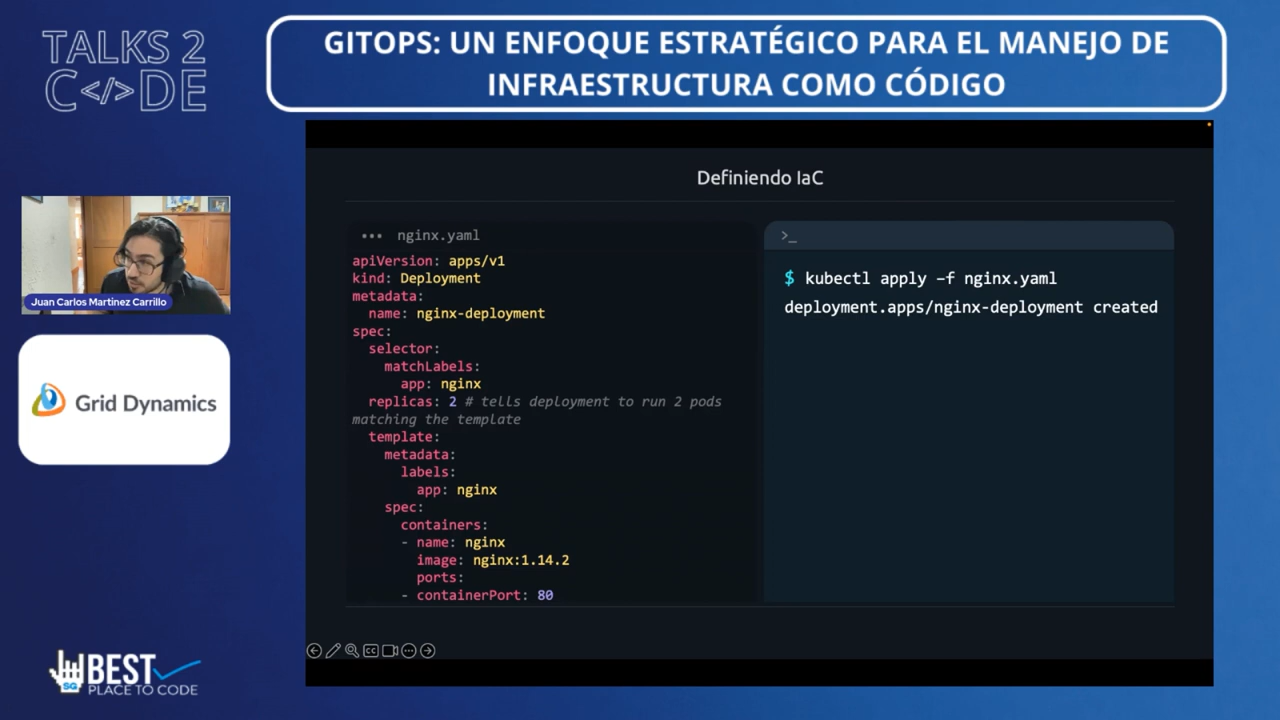 TALKS 2
C</>DE
GITOPS: UN ENFOQUE ESTRATÉGICO PARA EL MANEJO DE
INFRAESTRUCTURA COMO CÓDIGO
Juan Carlos Martinez Carrillo
Grid Dynamics
SG
BEST
PLACE TO CODE
Definiendo IaC
••• nginx.yaml
apiVersion: apps/v1
kind: Deployment
metadata:
  name: nginx-deployment
spec:
  selector:
    matchLabels:
      app: nginx
  replicas: 2 # tells deployment to run 2 pods
matching the template
  template:
    metadata:
      labels:
        app: nginx
    spec:
      containers:
      - name: nginx
        image: nginx:1.14.2
        ports:
      - containerPort: 80
>_
$ kubectl apply –f nginx.yaml
deployment.apps/nginx-deployment created
CC